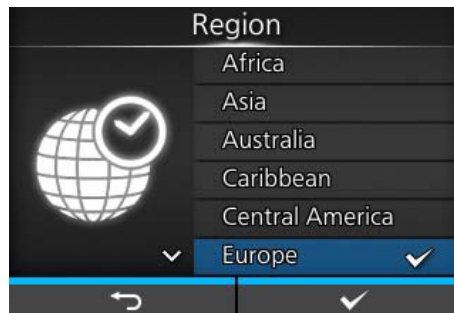 Region
Africa
Asia
Australia
Caribbean
Central America
Europe